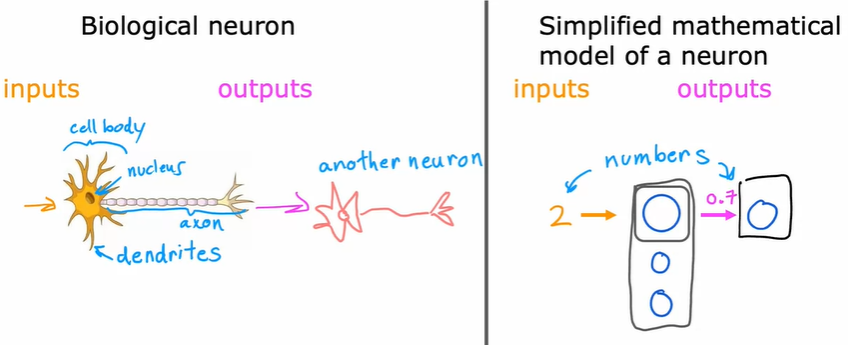 Biological neuron
inputs
outputs
cell body
nucleus
another neuron
axon
dendrites
Simplified mathematical
model of a neuron
inputs
outputs
numbers
2
0.7